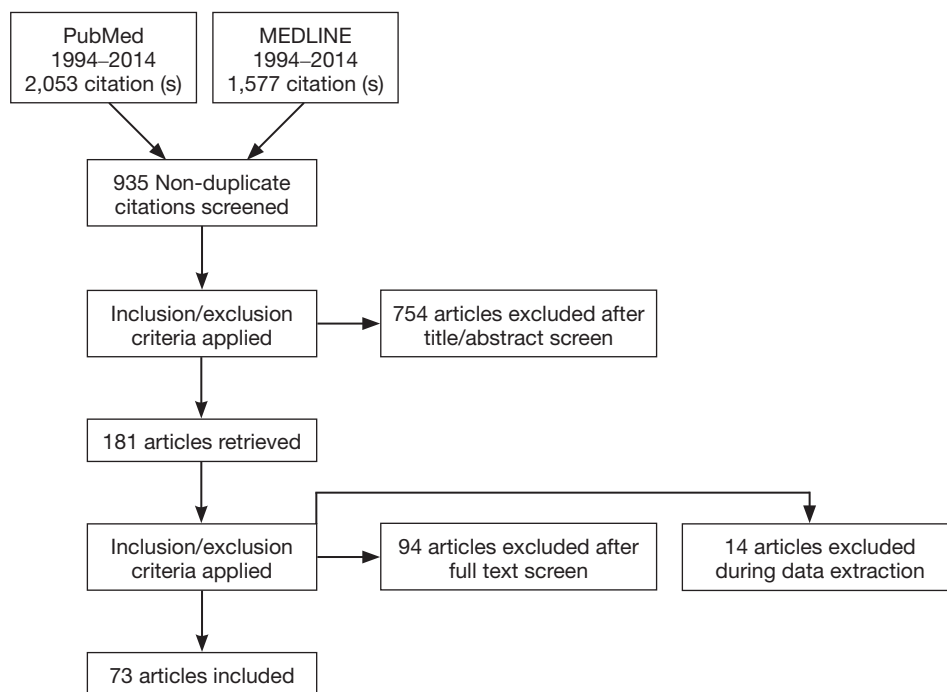 PubMed
1994–2014
2,053 citation (s)
MEDLINE
1994–2014
1,577 citation (s)
935 Non-duplicate
citations screened
Inclusion/exclusion
criteria applied
754 articles excluded after
title/abstract screen
181 articles retrieved
Inclusion/exclusion
criteria applied
94 articles excluded after
full text screen
14 articles excluded
during data extraction
73 articles included